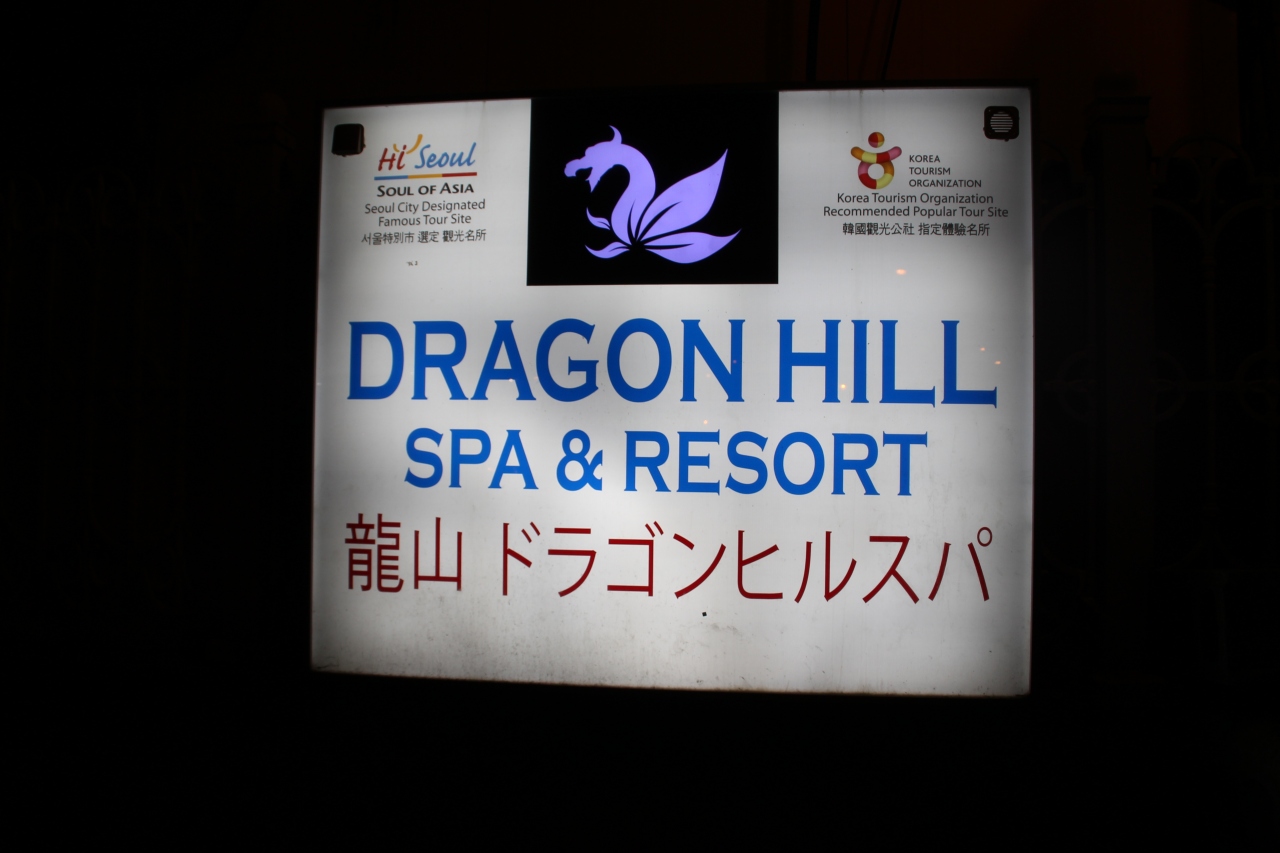 Hi Seoul
SOUL OF ASIA
Seoul City Designated
Famous Tour Site
서울特別市 選定 觀光名所
KOREA
TOURISM
ORGANIZATION
Korea Tourism Organization
Recommended Popular Tour Site
韓國觀光公社 指定體驗名所
DRAGON HILL
SPA & RESORT
龍山 ドラゴンヒルスパ